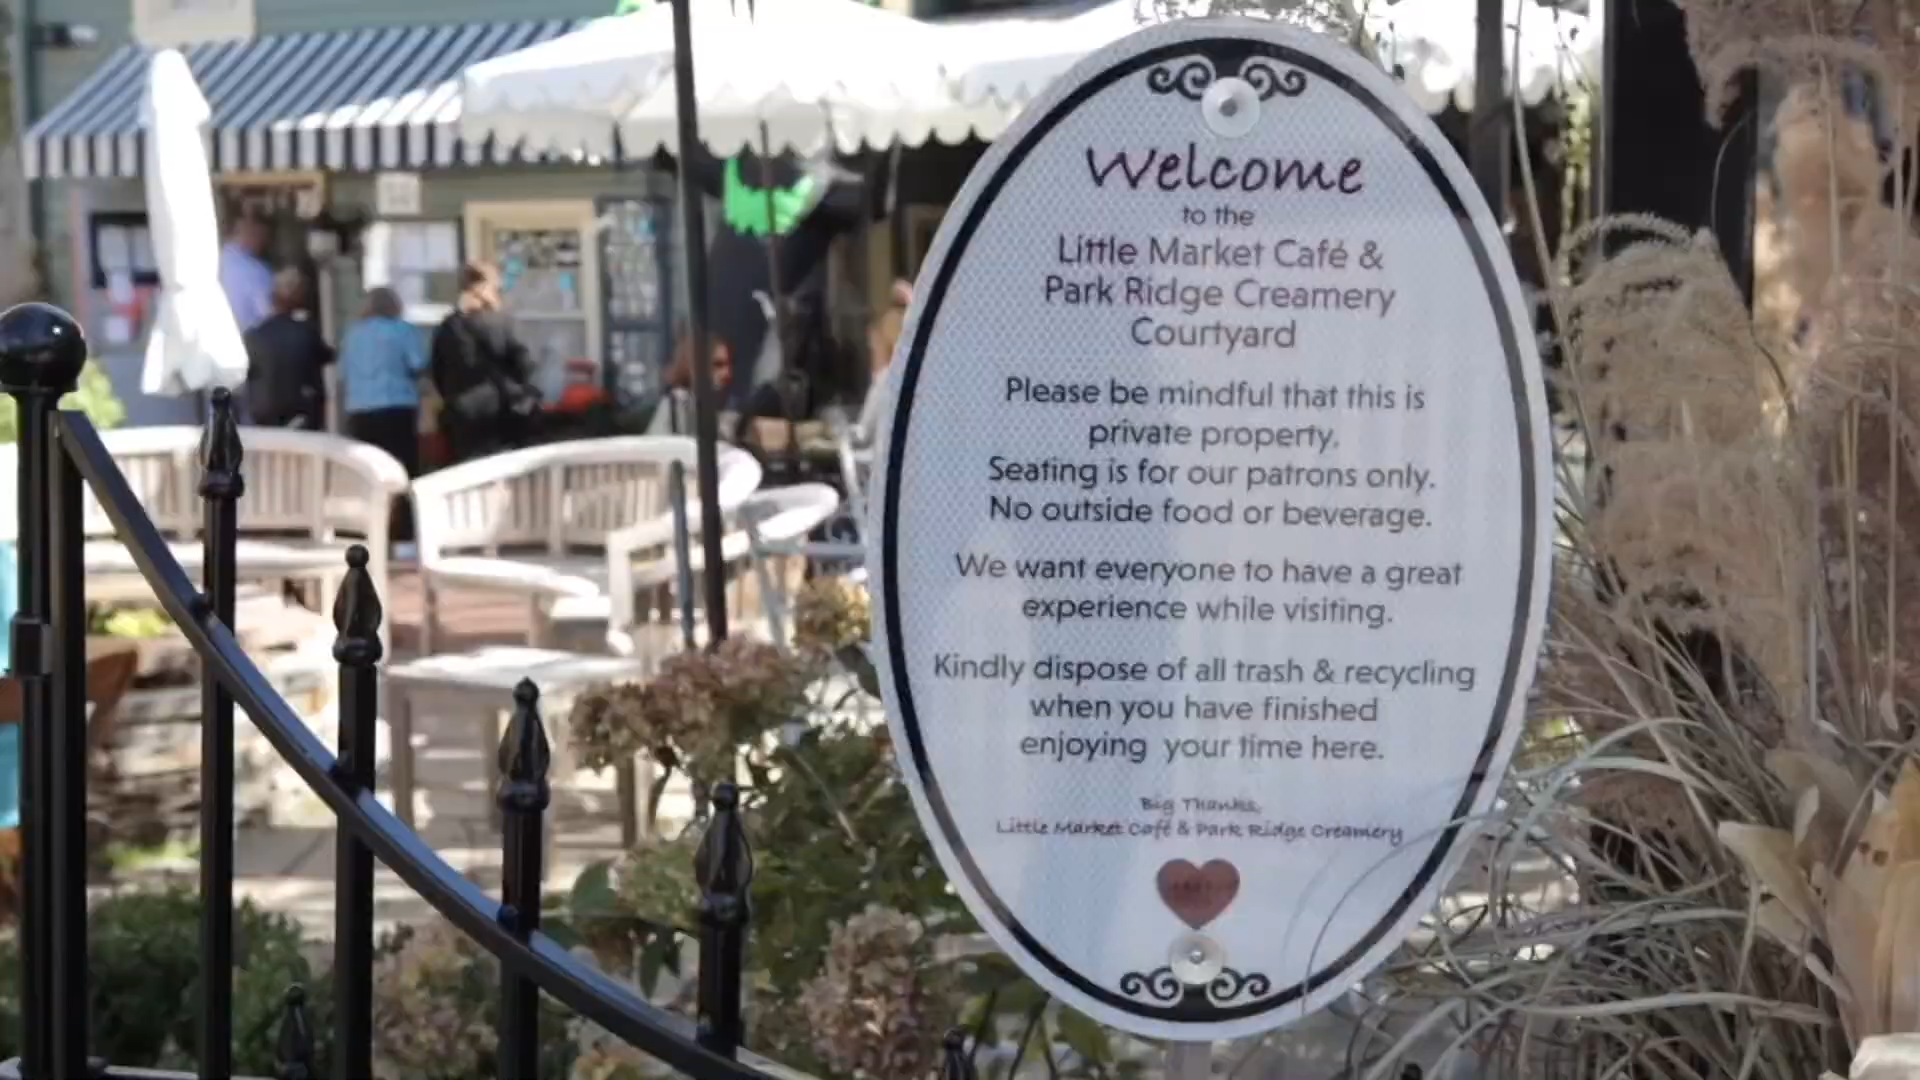 Welcome
to the
Little Market Café &
Park Ridge Creamery
Courtyard
Please be mindful that this is
private property.
Seating is for our patrons only.
No outside food or beverage.
We want everyone to have a great
experience while visiting.
Kindly dispose of all trash & recycling
when you have finished
enjoying your time here.
Big Thanks,
Little Market Café & Park Ridge Creamery